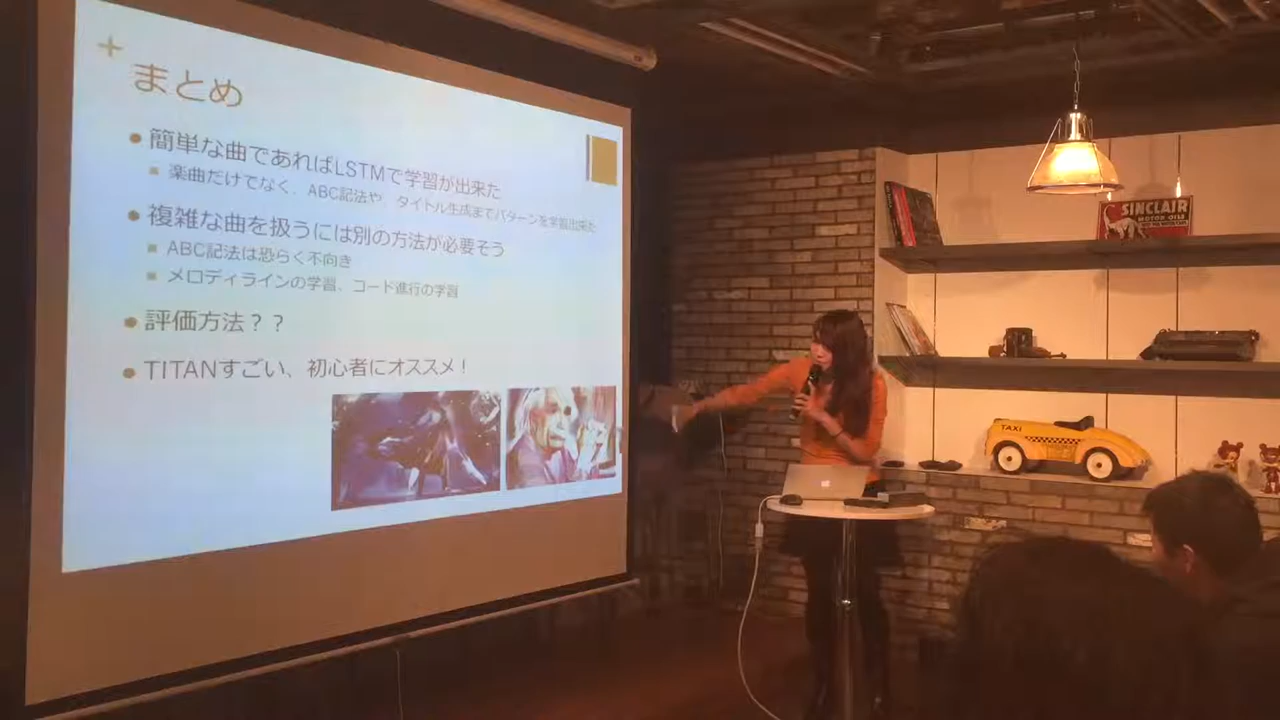 まとめ
簡単な曲であればLSTMで学習が出来た
楽曲だけでなく、ABC記法や タイトル生成までパターンを学習出来た
複雑な曲を扱うには別の方法が必要そう
ABC記法は恐らく不向き
メロディラインの学習、コード進行の学習
評価方法？？
TITANすごい、初心者にオススメ！
SINCLAIR
MOTOR OILS
TAXI